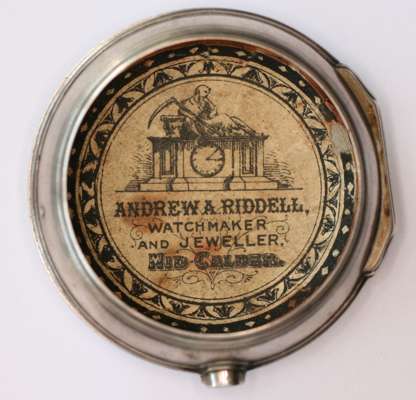 ANDREW A. RIDDELL,
WATCHMAKER
AND JEWELLER,
MID-CALDER.